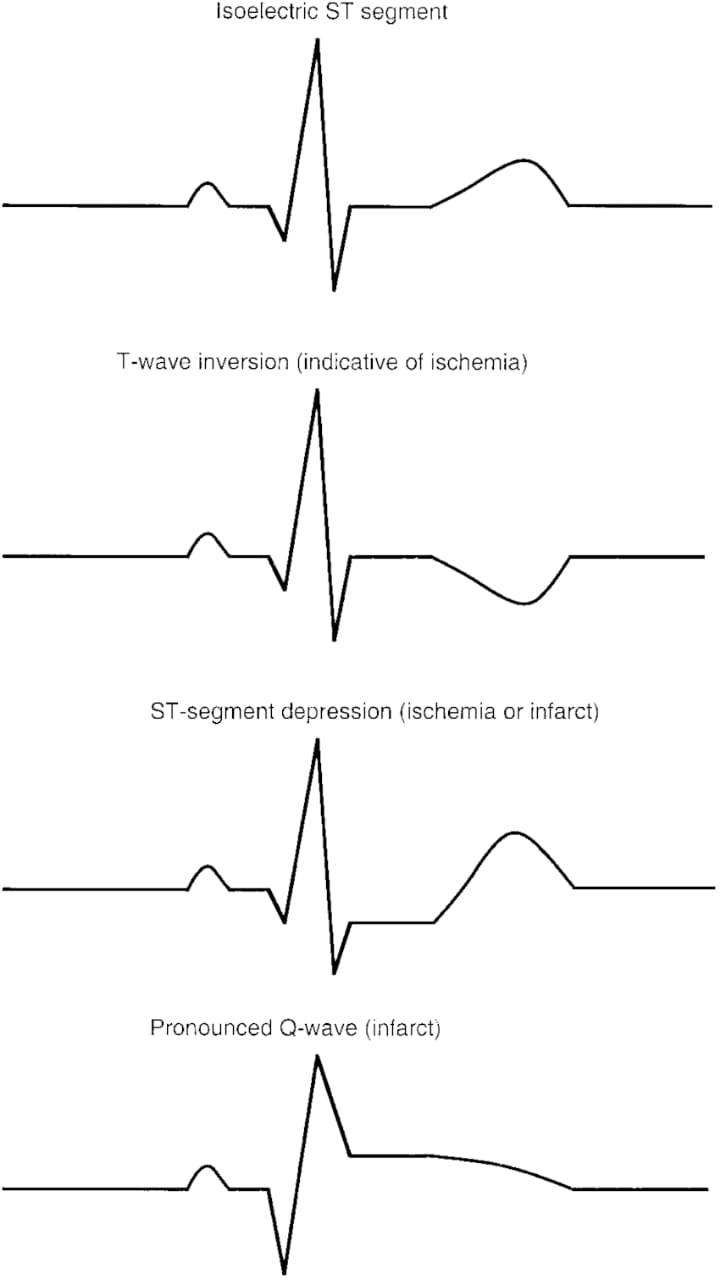 Isoelectric ST segment
T-wave inversion (indicative of ischemia)
ST-segment depression (ischemia or infarct)
Pronounced Q-wave (infarct)